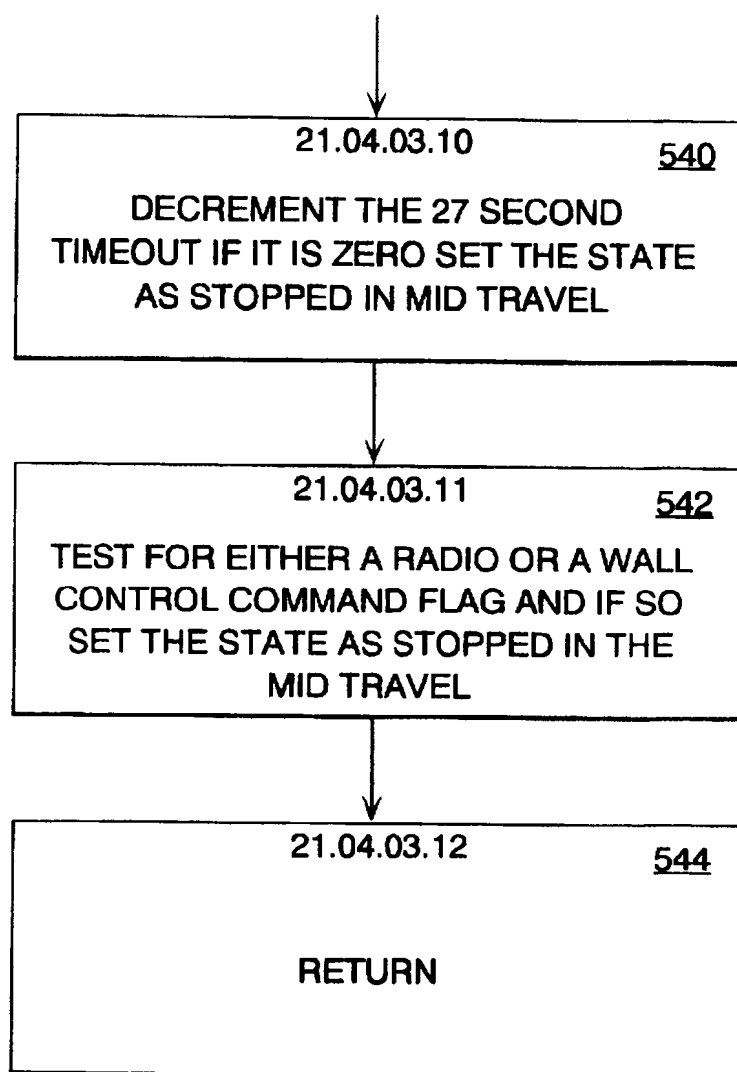 21.04.03.10
540
DECREMENT THE 27 SECOND
TIMEOUT IF IT IS ZERO SET THE STATE
AS STOPPED IN MID TRAVEL
21.04.03.11
542
TEST FOR EITHER A RADIO OR A WALL
CONTROL COMMAND FLAG AND IF SO
SET THE STATE AS STOPPED IN THE
MID TRAVEL
21.04.03.12
544
RETURN